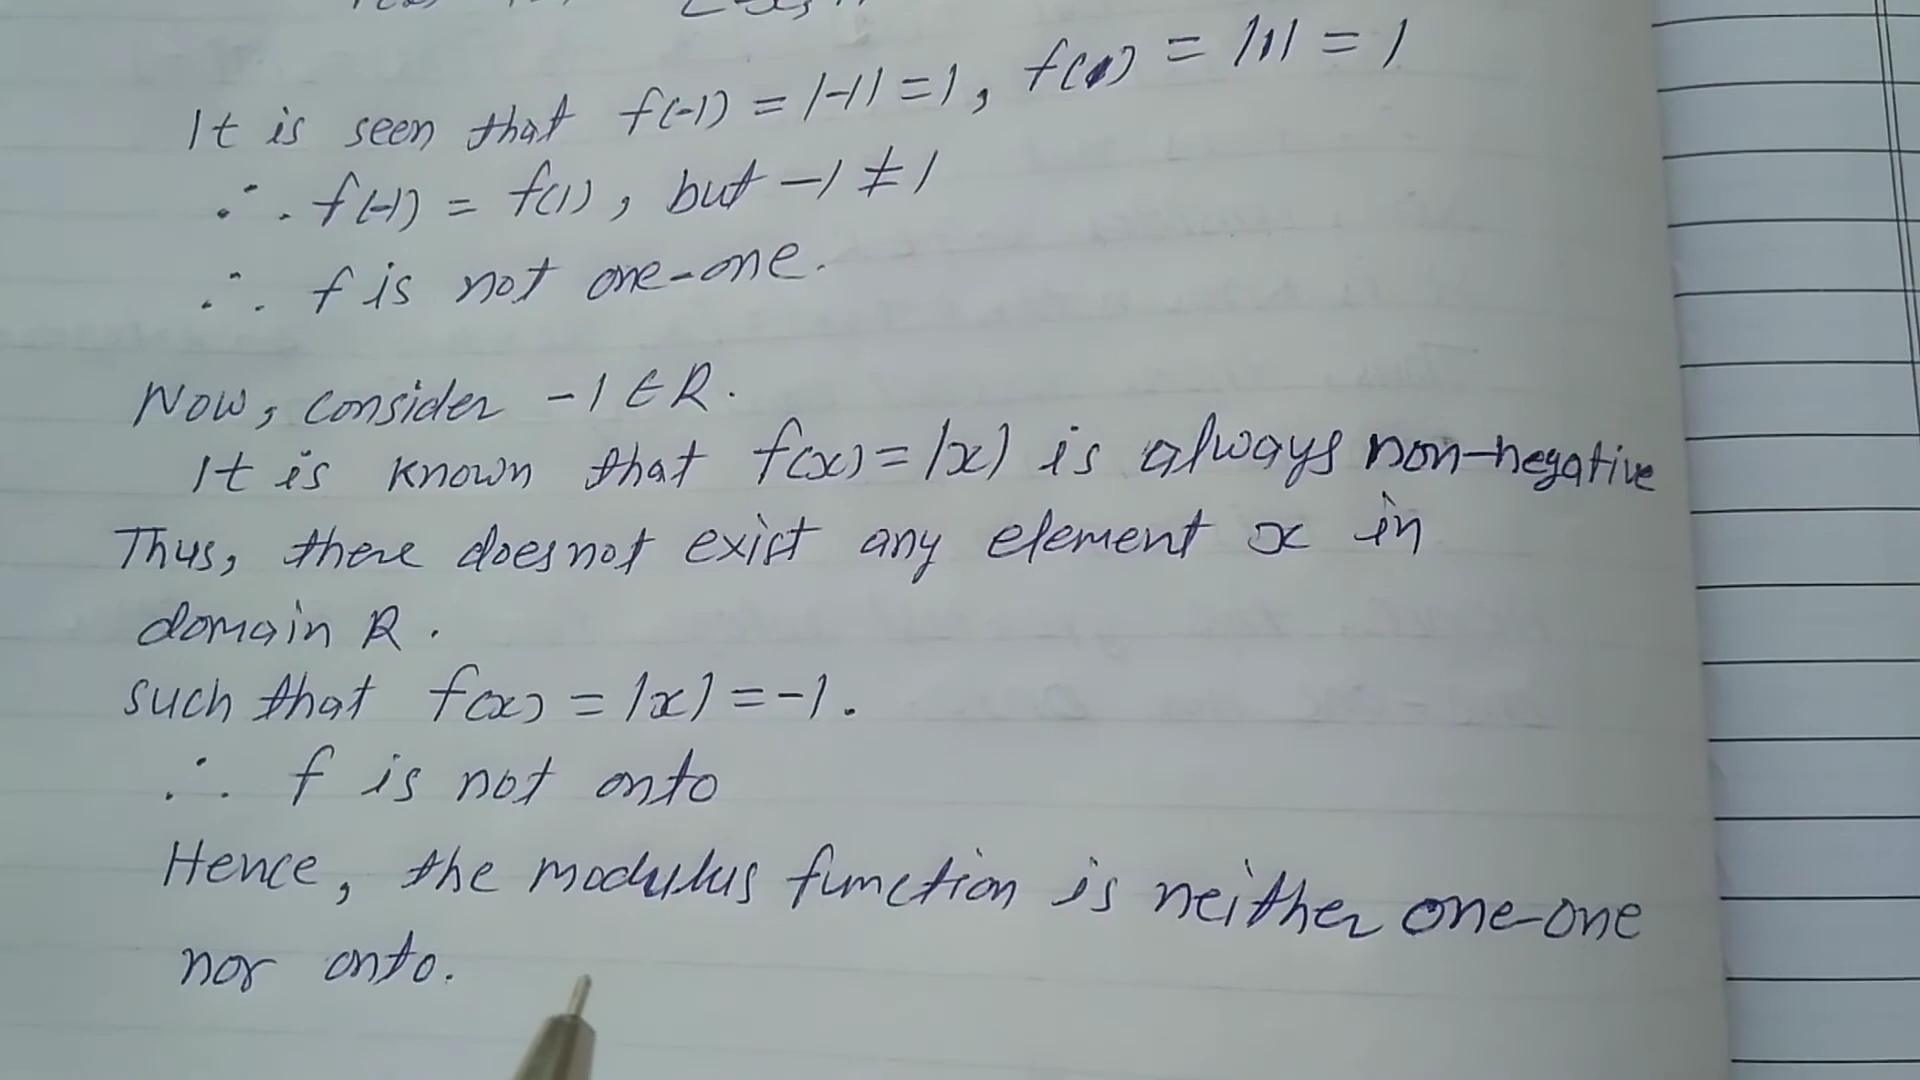 It is seen that f(-1) = |-1| = 1, f(1) = |1| = 1
∴ f(-1) = f(1), but -1 ≠ 1
∴ f is not one-one.
Now, consider -1 ∈ R.
It is known that f(x) = |x| is always non-negative
Thus, there does not exist any element x in
domain R.
such that f(x) = |x| = -1.
∴ f is not onto
Hence, the modulus function is neither one-one
nor onto.